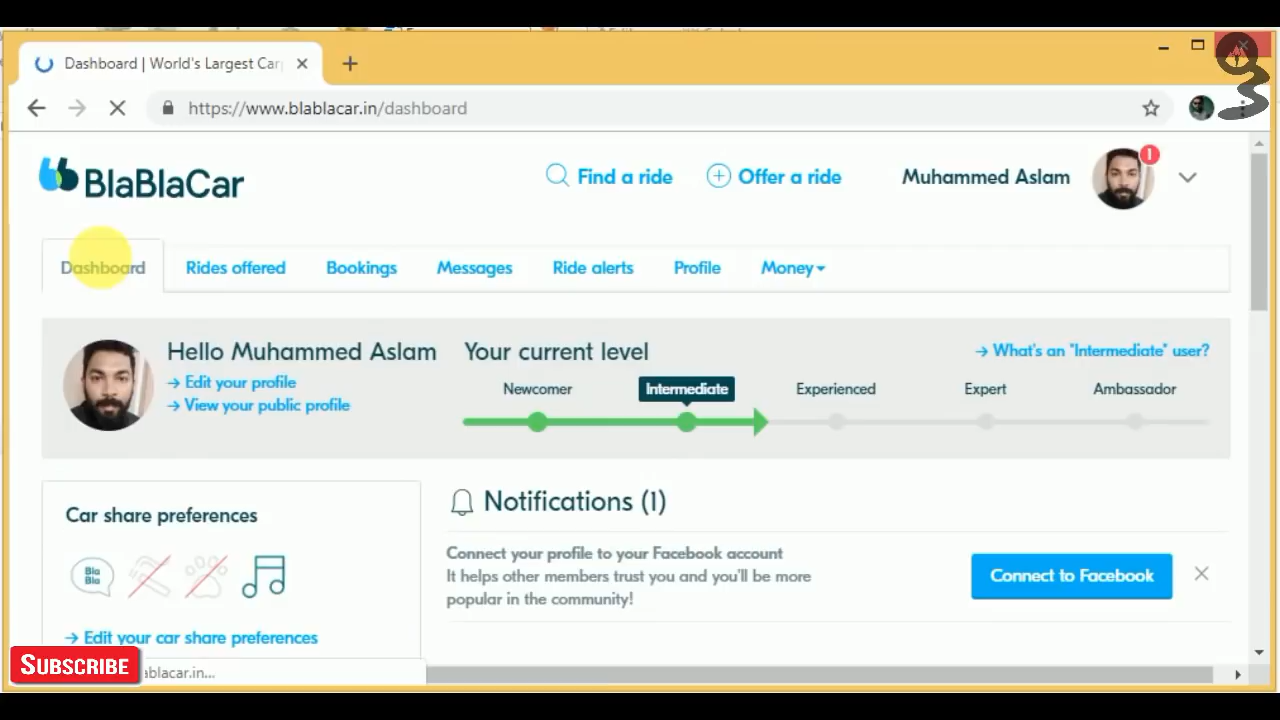 Dashboard | World's Largest Car
https://www.blablacar.in/dashboard
BlaBlaCar
Find a ride
Offer a ride
Muhammed Aslam
1
Dashboard
Rides offered
Bookings
Messages
Ride alerts
Profile
Money
Hello Muhammed Aslam
→ Edit your profile
→ View your public profile
Your current level
→ What's an "Intermediate" user?
Newcomer
Intermediate
Experienced
Expert
Ambassador
Car share preferences
Bla
Bla
→ Edit your car share preferences
Notifications (1)
Connect your profile to your Facebook account
It helps other members trust you and you'll be more
popular in the community!
Connect to Facebook
SUBSCRIBE
ablacar.in...